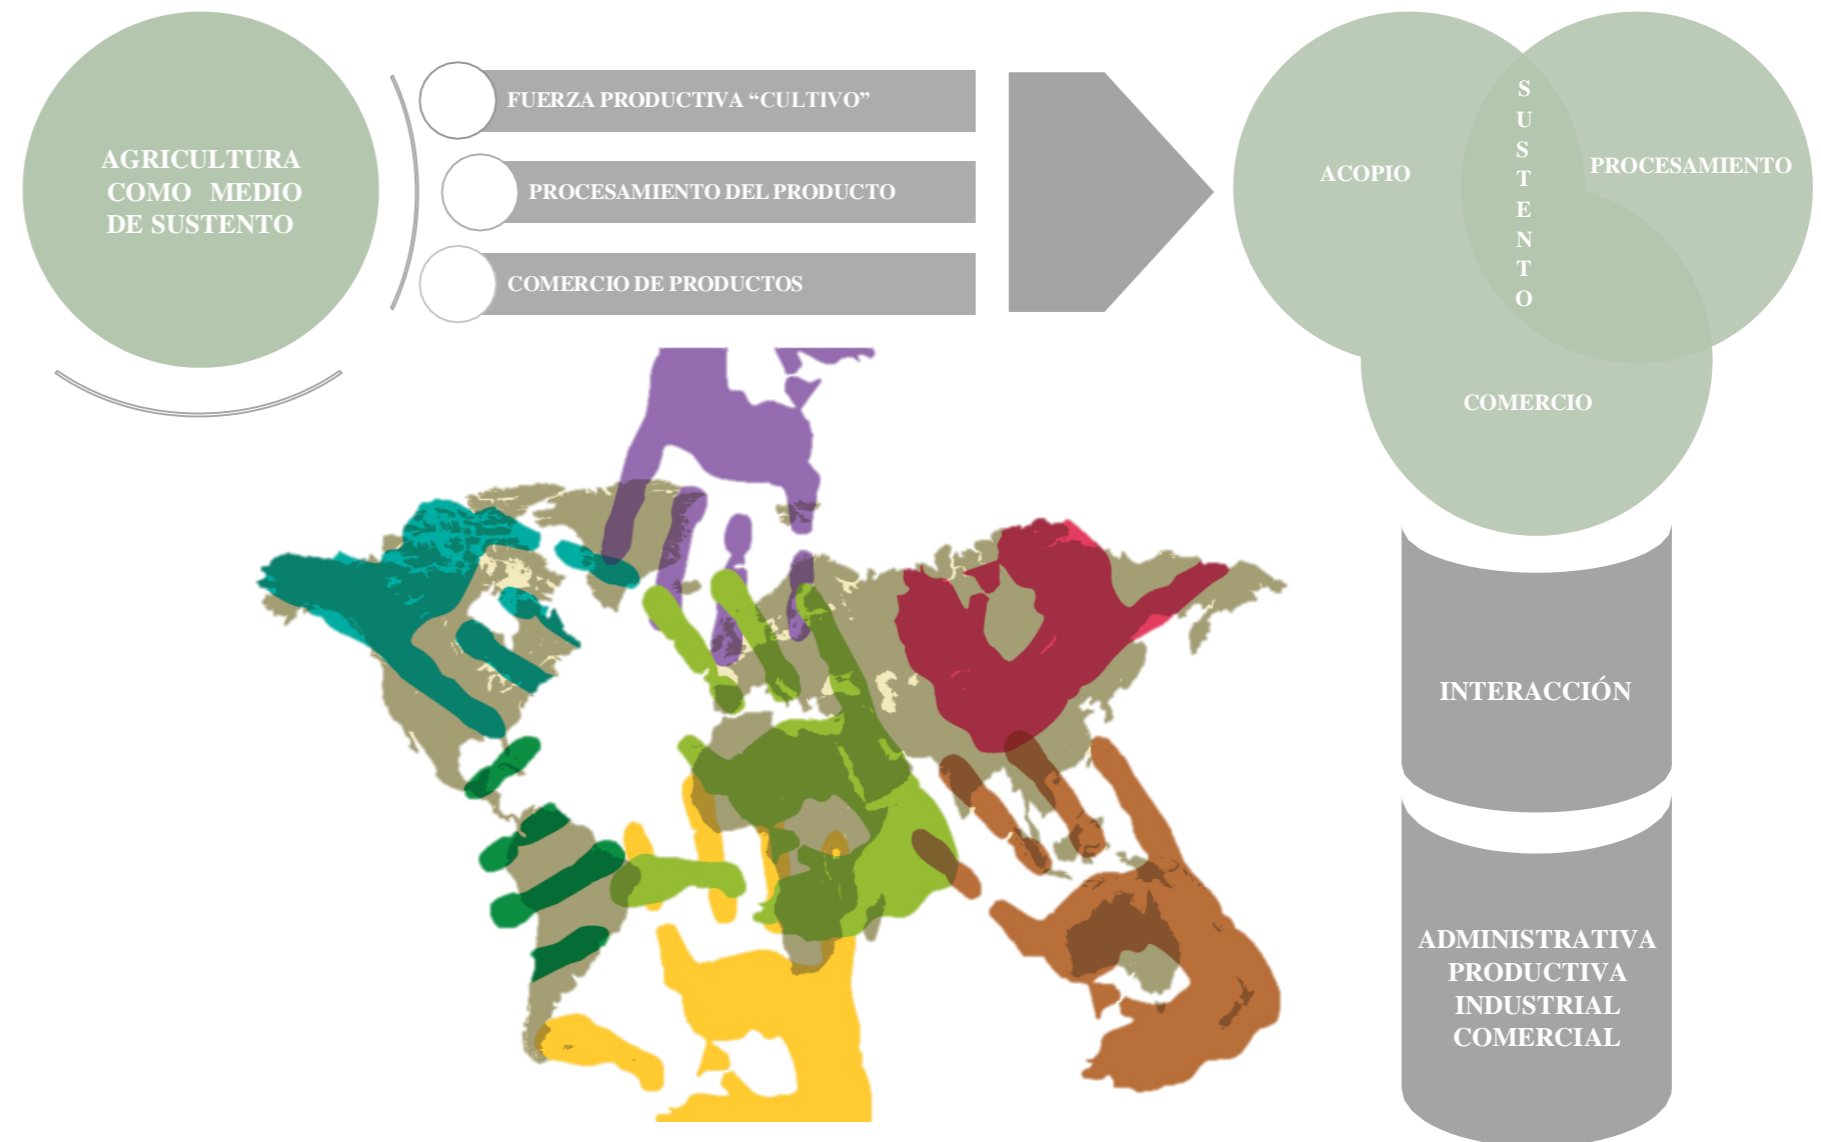 AGRICULTURA
COMO MEDIO
DE SUSTENTO
FUERZA PRODUCTIVA “CULTIVO”
PROCESAMIENTO DEL PRODUCTO
COMERCIO DE PRODUCTOS
ACOPIO
SUSTENTO
PROCESAMIENTO
COMERCIO
INTERACCIÓN
ADMINISTRATIVA
PRODUCTIVA
INDUSTRIAL
COMERCIAL